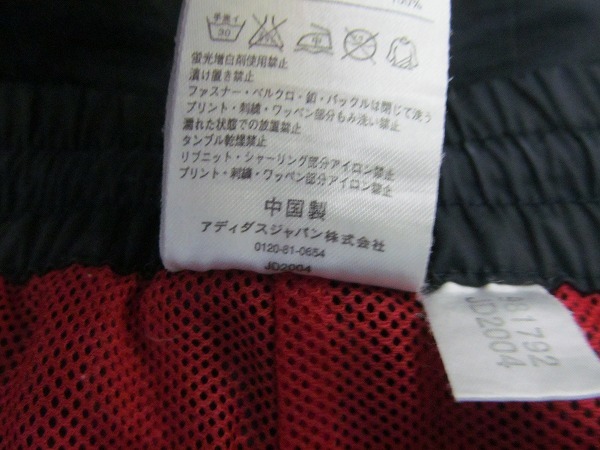 手洗イ
30
中
蛍光増白剤使用禁止
漬け置き禁止
ファスナー・ベルクロ・釦・バックルは閉じて洗う
プリント・刺繍・ワッペン部分もみ洗い禁止
濡れた状態での放置禁止
タンブル乾燥禁止
リブニット・シャーリング部分アイロン禁止
プリント・刺繍・ワッペン部分アイロン禁止
中国製
アディダスジャパン株式会社
0120-81-0654
JD2004
961792
JD2004